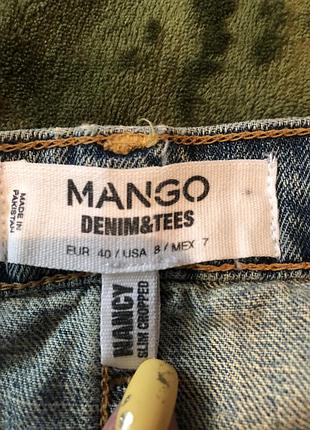 MANGO
DENIM&TEES
EUR 40 / USA 8 / MEX 7
MADE IN
PAKISTAN
NANCY
SLIM CROPPED